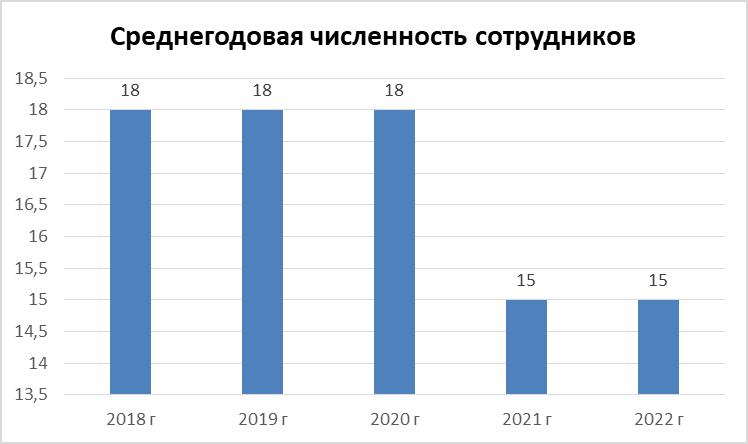 Среднегодовая численность сотрудников
18,5
18
17,5
17
16,5
16
15,5
15
14,5
14
13,5
18
18
18
15
15
2018 г
2019 г
2020 г
2021 г
2022 г